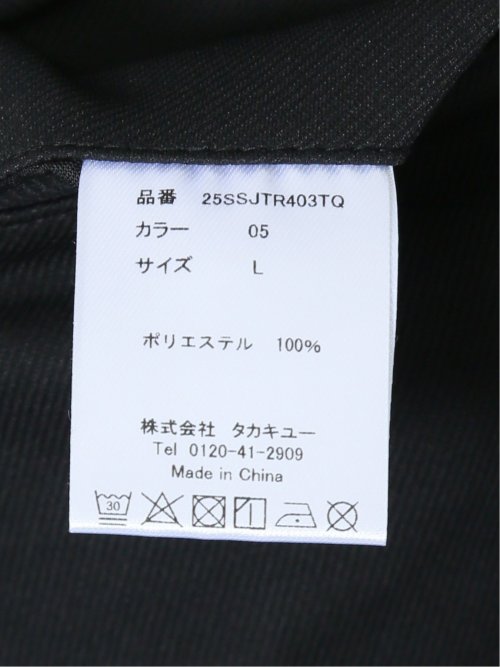 品番 25SSJTR403TQ
カラー 05
サイズ L
ポリエステル 100%
株式会社 タカキユー
Tel 0120-41-2909
Made in China
30